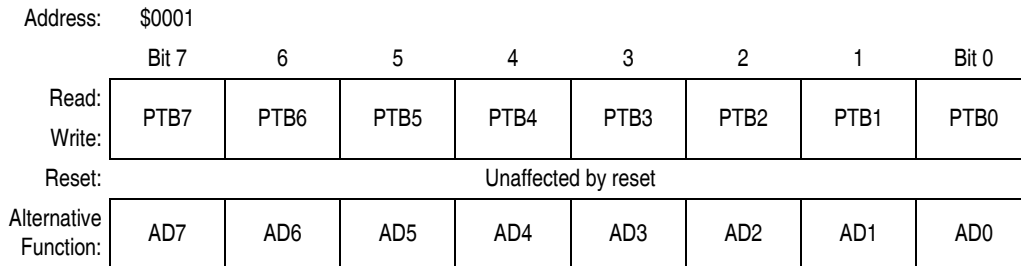 Address: $0001
Bit 7 6 5 4 3 2 1 Bit 0
Read:
PTB7 PTB6 PTB5 PTB4 PTB3 PTB2 PTB1 PTB0
Write:
Reset: Unaffected by reset
Alternative
Function: AD7 AD6 AD5 AD4 AD3 AD2 AD1 AD0